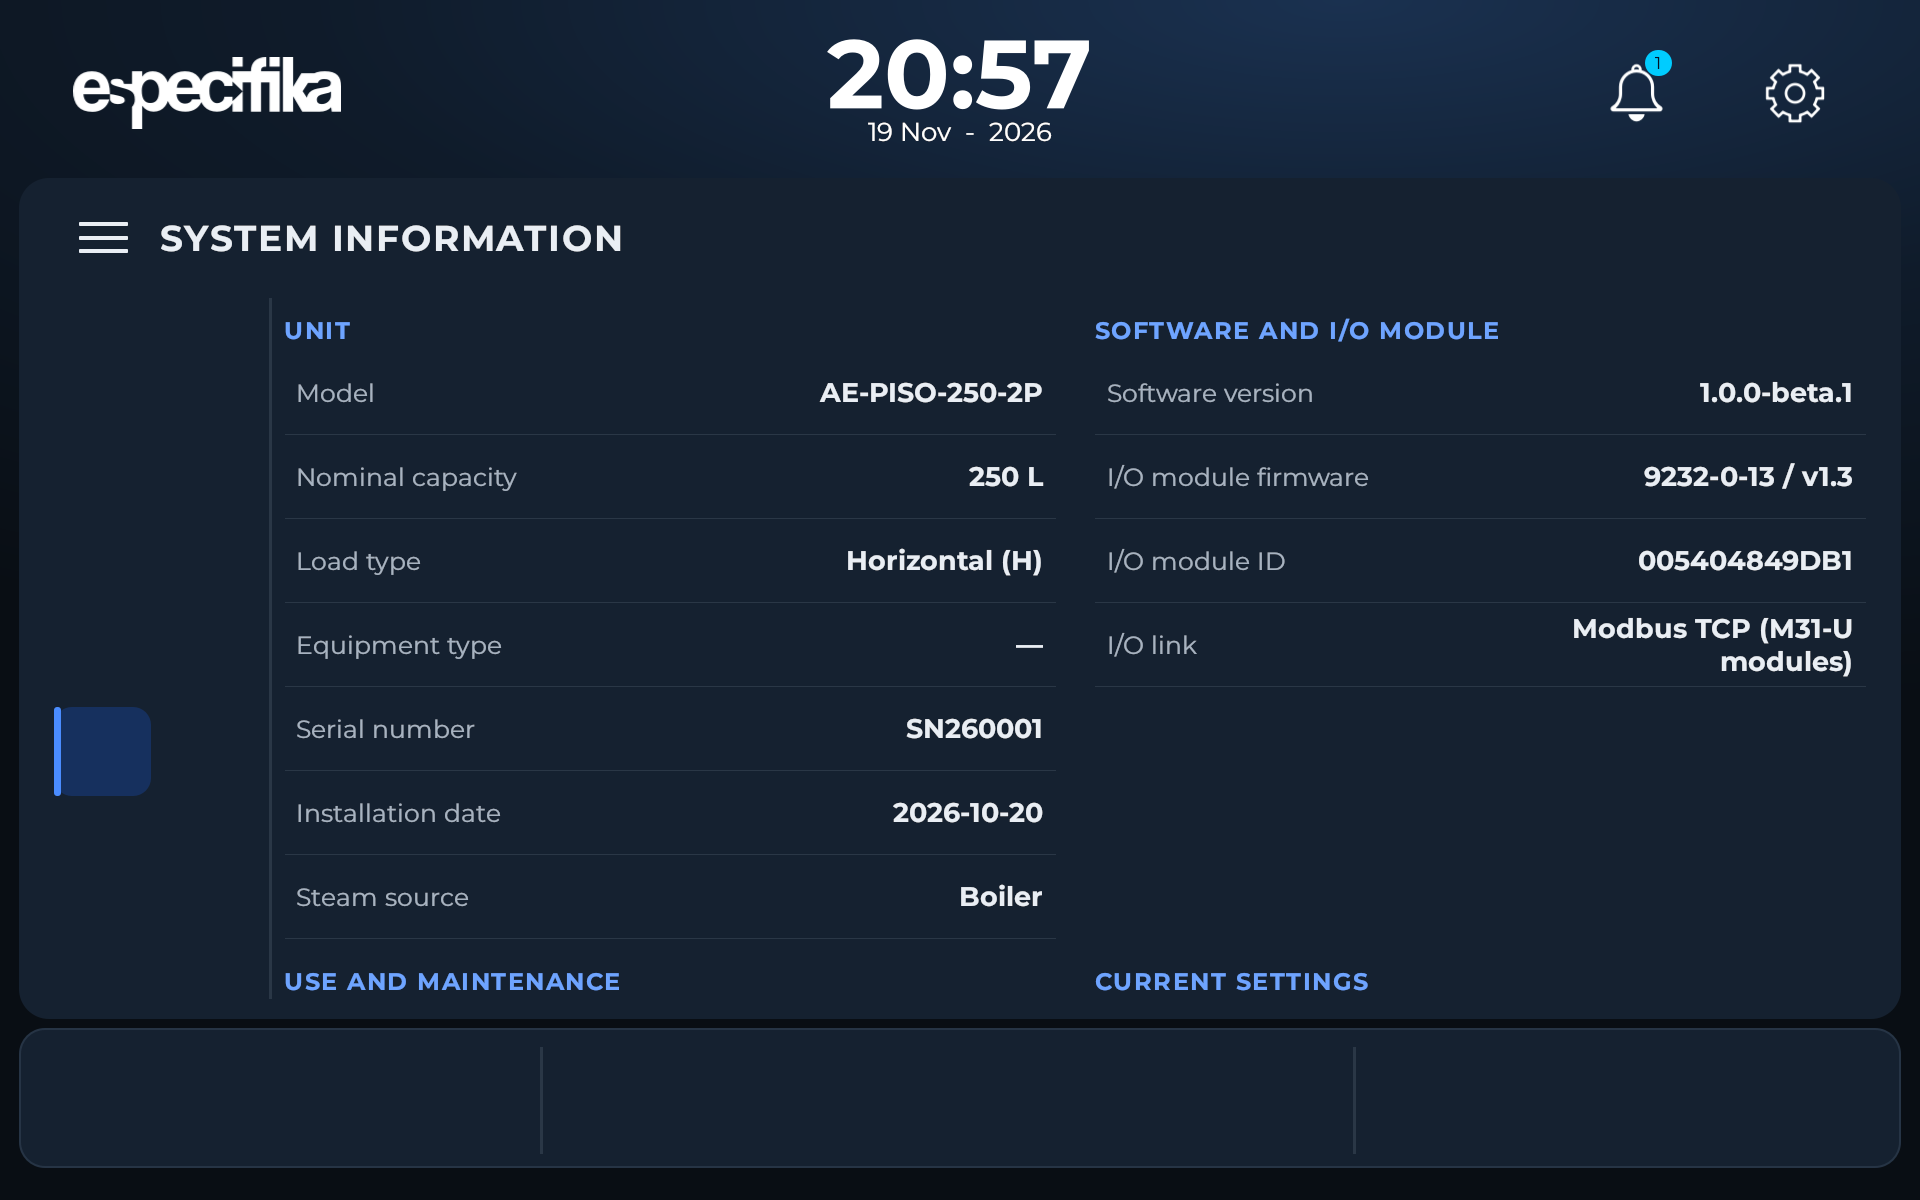 especifika
20:57
19 Nov - 2026
1
SYSTEM INFORMATION
UNIT
Model AE-PISO-250-2P
Nominal capacity 250 L
Load type Horizontal (H)
Equipment type —
Serial number SN260001
Installation date 2026-10-20
Steam source Boiler
USE AND MAINTENANCE
SOFTWARE AND I/O MODULE
Software version 1.0.0-beta.1
I/O module firmware 9232-0-13 / v1.3
I/O module ID 005404849DB1
I/O link Modbus TCP (M31-U
modules)
CURRENT SETTINGS